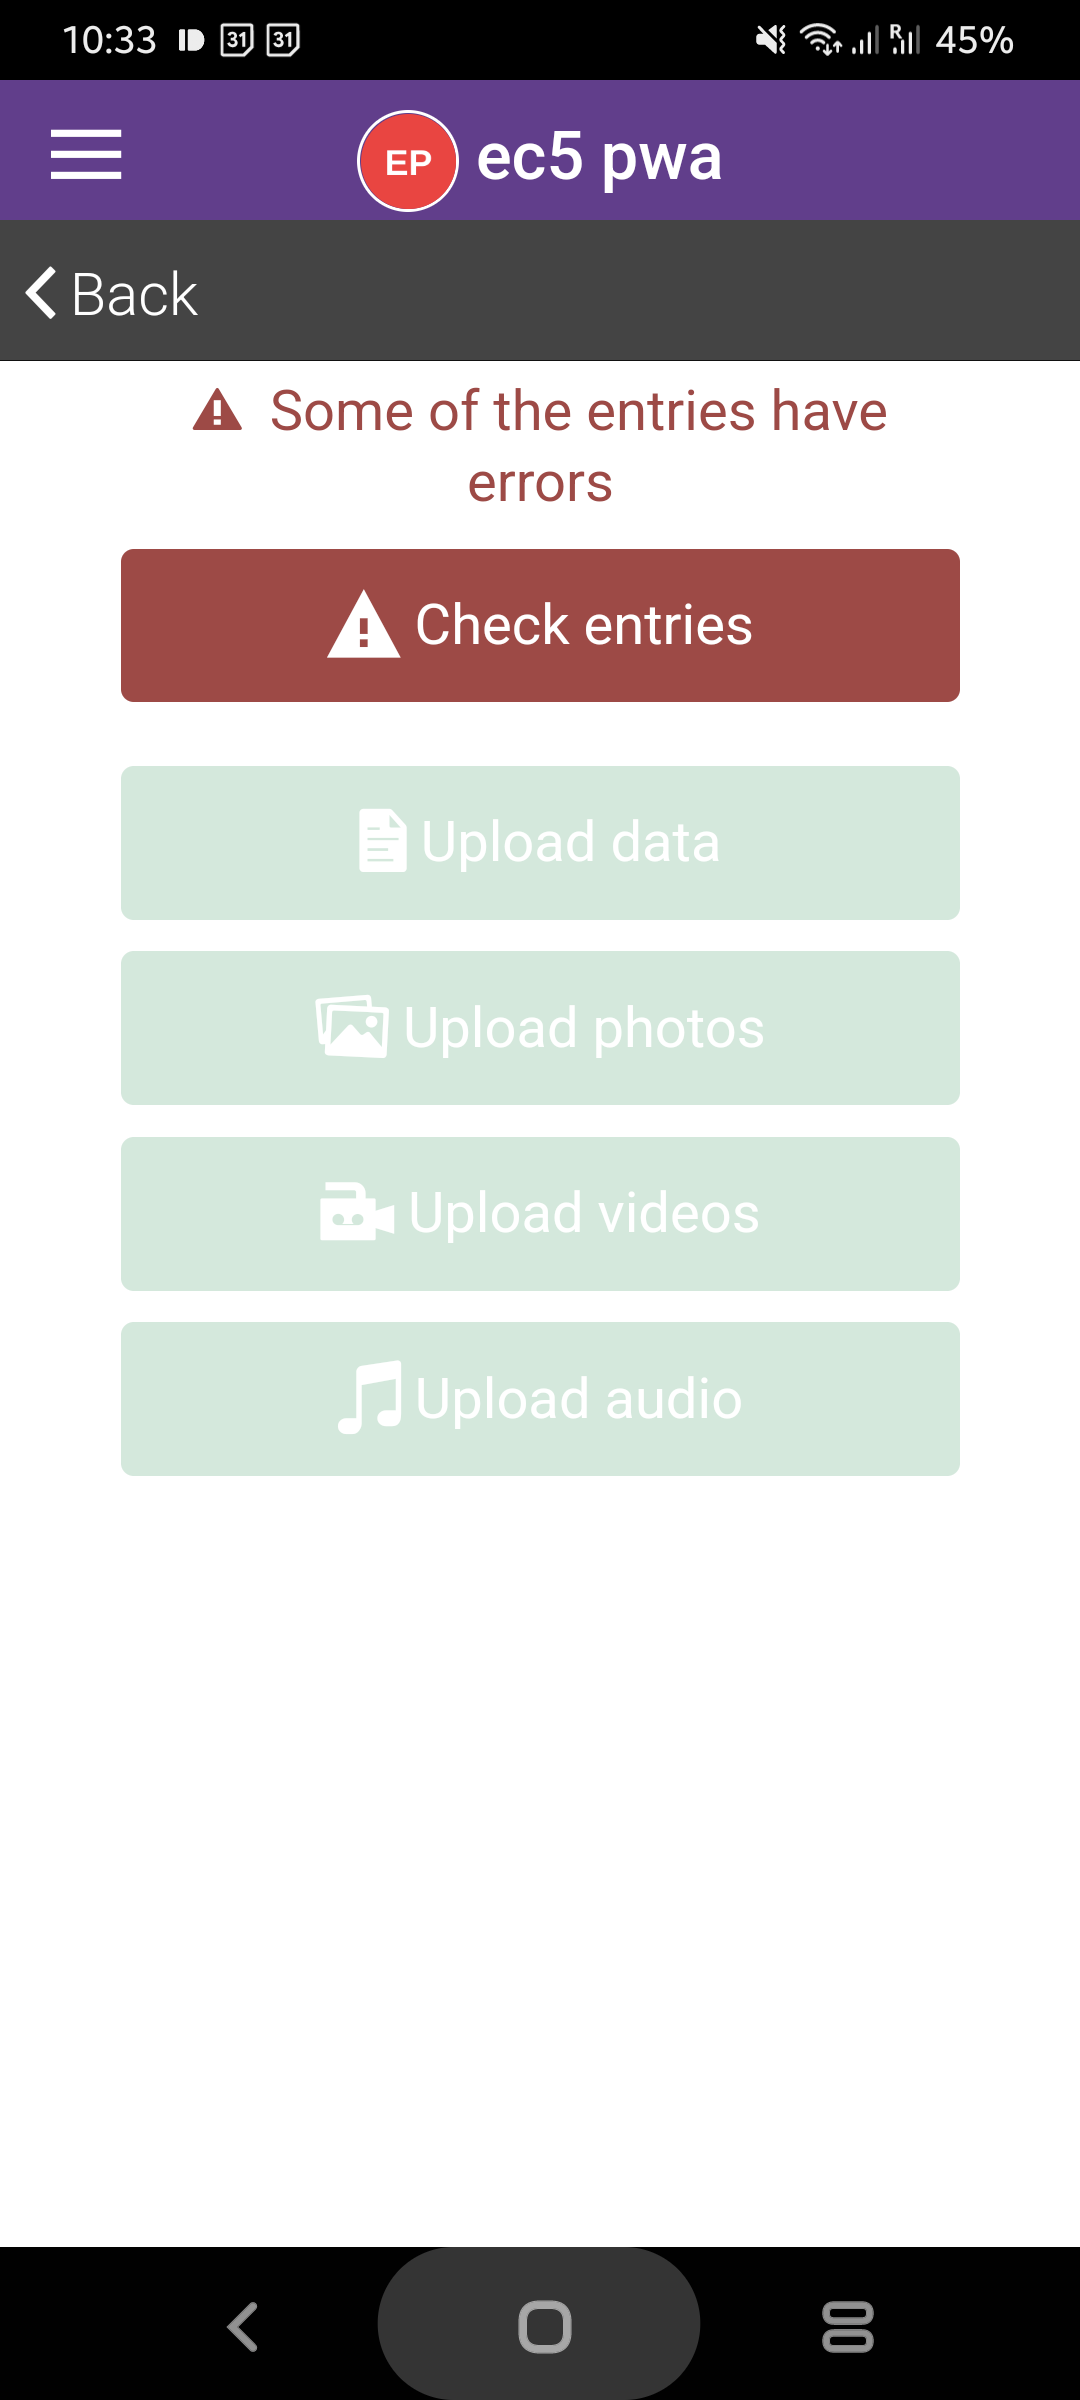 10:33 31 31 R 45%
EP ec5 pwa
Back
Some of the entries have
errors
Check entries
Upload data
Upload photos
Upload videos
Upload audio